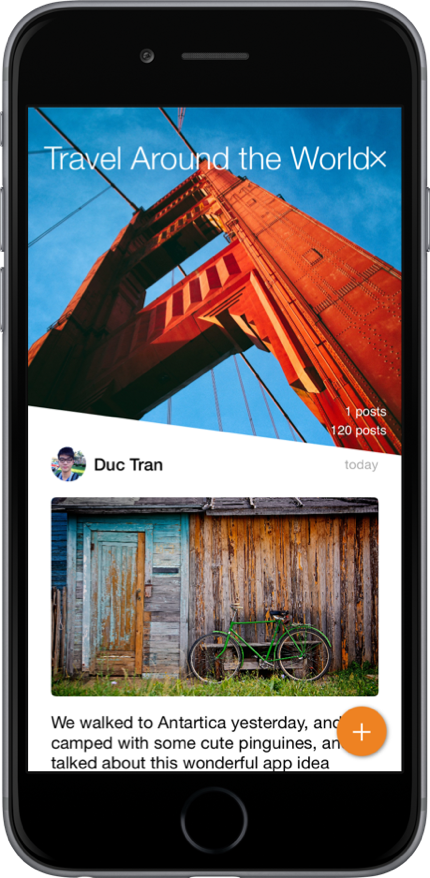 Travel Around the World×
1 posts
120 posts
Duc Tran
today
We walked to Antartica yesterday, and
camped with some cute pinguines, an
talked about this wonderful app idea